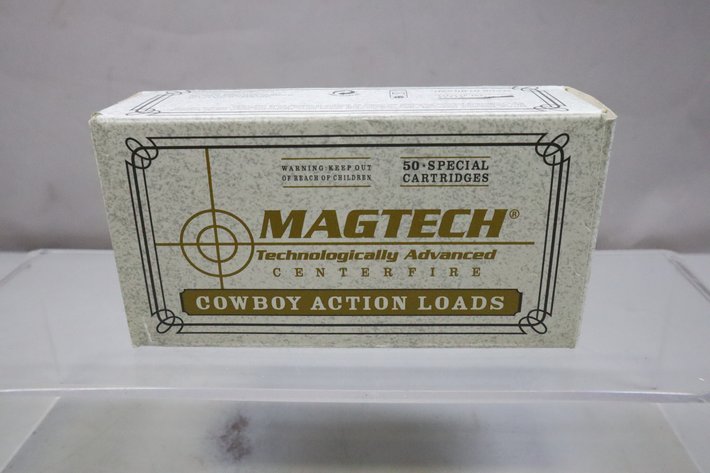 WARNING·KEEP OUT
OF REACH OF CHILDREN
50·SPECIAL
CARTRIDGES
MAGTECH®
Technologically Advanced
CENTERFIRE
COWBOY ACTION LOADS